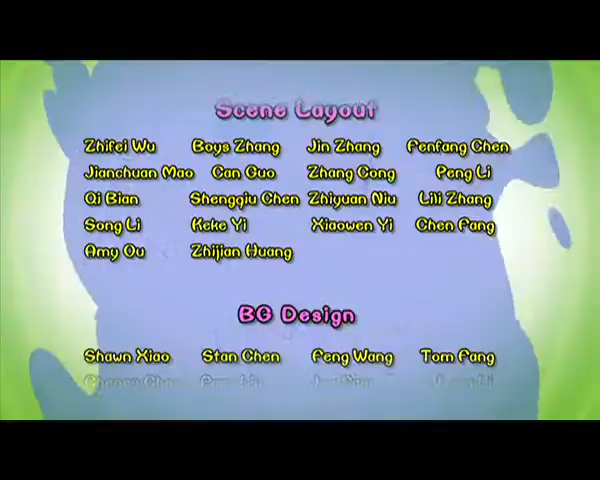 Scene Layout
Zhifei Wu Boys Zhang Jin Zhang Fenfang Chen
Jianchuan Mao Can Guo Zhang Cong Peng Li
Qi Bian Shengqiu Chen Zhiyuan Niu Lili Zhang
Song Li Keke Yi Xiaowen Yi Chen Fang
Amy Ou Zhijian Huang
BG Design
Shawn Xiao Stan Chen Feng Wang Tom Fang